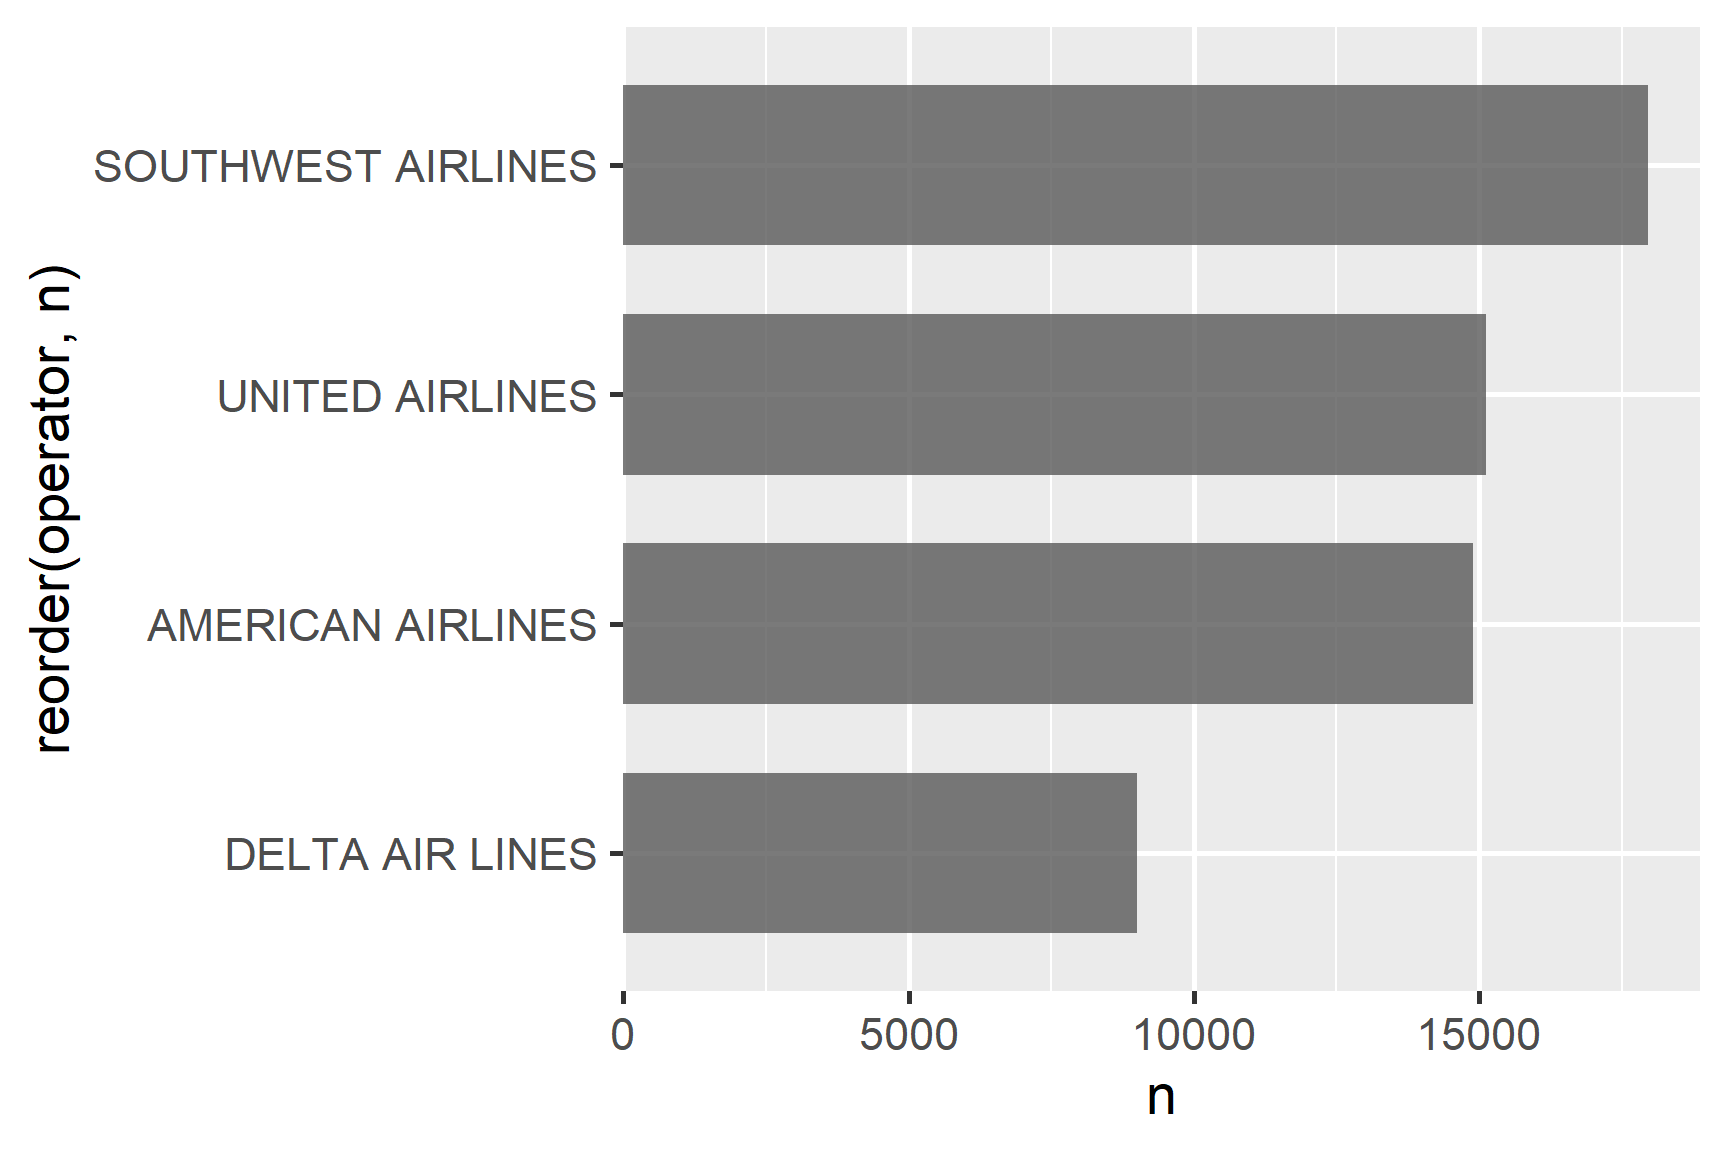 SOUTHWEST AIRLINES
UNITED AIRLINES
AMERICAN AIRLINES
DELTA AIR LINES
reorder(operator, n)
0 5000 10000 15000
n